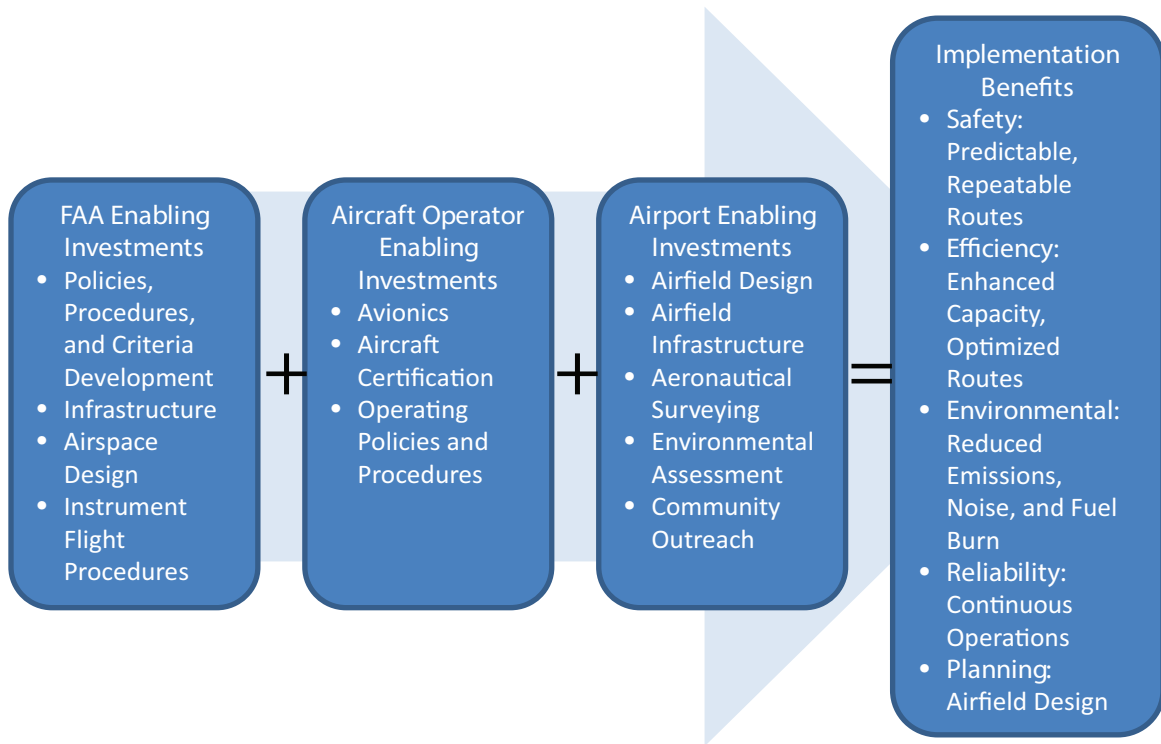 FAA Enabling
Investments
• Policies,
Procedures,
and Criteria
Development
• Infrastructure
• Airspace
Design
• Instrument
Flight
Procedures
+
Aircraft Operator
Enabling
Investments
• Avionics
• Aircraft
Certification
• Operating
Policies and
Procedures
+
Airport Enabling
Investments
• Airfield Design
• Airfield
Infrastructure
• Aeronautical
Surveying
• Environmental
Assessment
• Community
Outreach
=
Implementation
Benefits
• Safety:
Predictable,
Repeatable
Routes
• Efficiency:
Enhanced
Capacity,
Optimized
Routes
• Environmental:
Reduced
Emissions,
Noise, and Fuel
Burn
• Reliability:
Continuous
Operations
• Planning:
Airfield Design